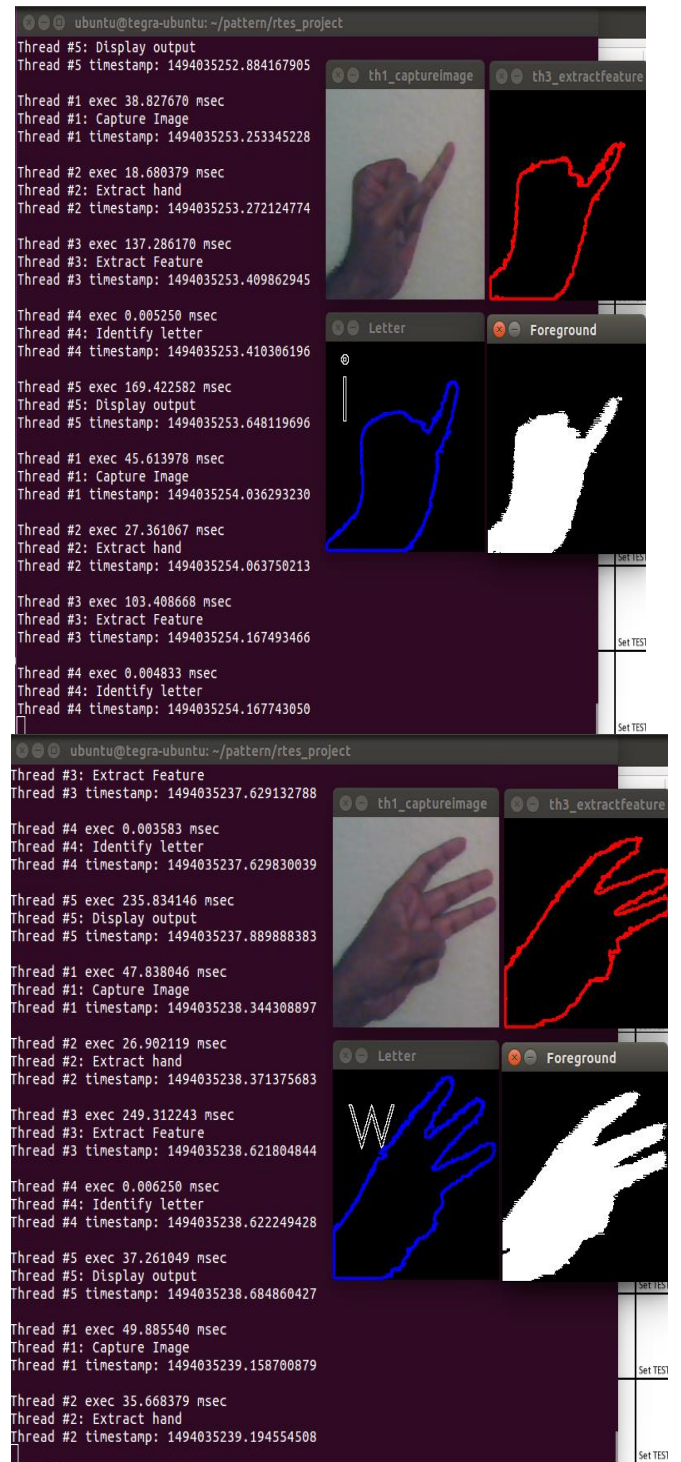 ubuntu@tegra-ubuntu: ~/pattern/rtes_project
Thread #5: Display output
Thread #5 timestamp: 1494035252.884167905
Thread #1 exec 38.827670 msec
Thread #1: Capture Image
Thread #1 timestamp: 1494035253.253345228
Thread #2 exec 18.680379 msec
Thread #2: Extract hand
Thread #2 timestamp: 1494035253.272124774
Thread #3 exec 137.286170 msec
Thread #3: Extract Feature
Thread #3 timestamp: 1494035253.409862945
Thread #4 exec 0.005250 msec
Thread #4: Identify letter
Thread #4 timestamp: 1494035253.410306196
Thread #5 exec 169.422582 msec
Thread #5: Display output
Thread #5 timestamp: 1494035253.648119696
Thread #1 exec 45.613978 msec
Thread #1: Capture Image
Thread #1 timestamp: 1494035254.036293230
Thread #2 exec 27.361067 msec
Thread #2: Extract hand
Thread #2 timestamp: 1494035254.063750213
Thread #3 exec 103.408668 msec
Thread #3: Extract Feature
Thread #3 timestamp: 1494035254.167493466
Thread #4 exec 0.004833 msec
Thread #4: Identify letter
Thread #4 timestamp: 1494035254.167743050
th1_captureimage
th3_extractfeature
Letter
i
Foreground
Set TEST
Set TEST
Set TEST
ubuntu@tegra-ubuntu: ~/pattern/rtes_project
Thread #3: Extract Feature
Thread #3 timestamp: 1494035237.629132788
Thread #4 exec 0.003583 msec
Thread #4: Identify letter
Thread #4 timestamp: 1494035237.629830039
Thread #5 exec 235.834146 msec
Thread #5: Display output
Thread #5 timestamp: 1494035237.889888383
Thread #1 exec 47.838046 msec
Thread #1: Capture Image
Thread #1 timestamp: 1494035238.344308897
Thread #2 exec 26.902119 msec
Thread #2: Extract hand
Thread #2 timestamp: 1494035238.371375683
Thread #3 exec 249.312243 msec
Thread #3: Extract Feature
Thread #3 timestamp: 1494035238.621804844
Thread #4 exec 0.006250 msec
Thread #4: Identify letter
Thread #4 timestamp: 1494035238.622249428
Thread #5 exec 37.261049 msec
Thread #5: Display output
Thread #5 timestamp: 1494035238.684860427
Thread #1 exec 49.885540 msec
Thread #1: Capture Image
Thread #1 timestamp: 1494035239.158700879
Thread #2 exec 35.668379 msec
Thread #2: Extract hand
Thread #2 timestamp: 1494035239.194554508
th1_captureimage
th3_extractfeature
Letter
W
Foreground
Set TEST
Set TEST
Set TEST